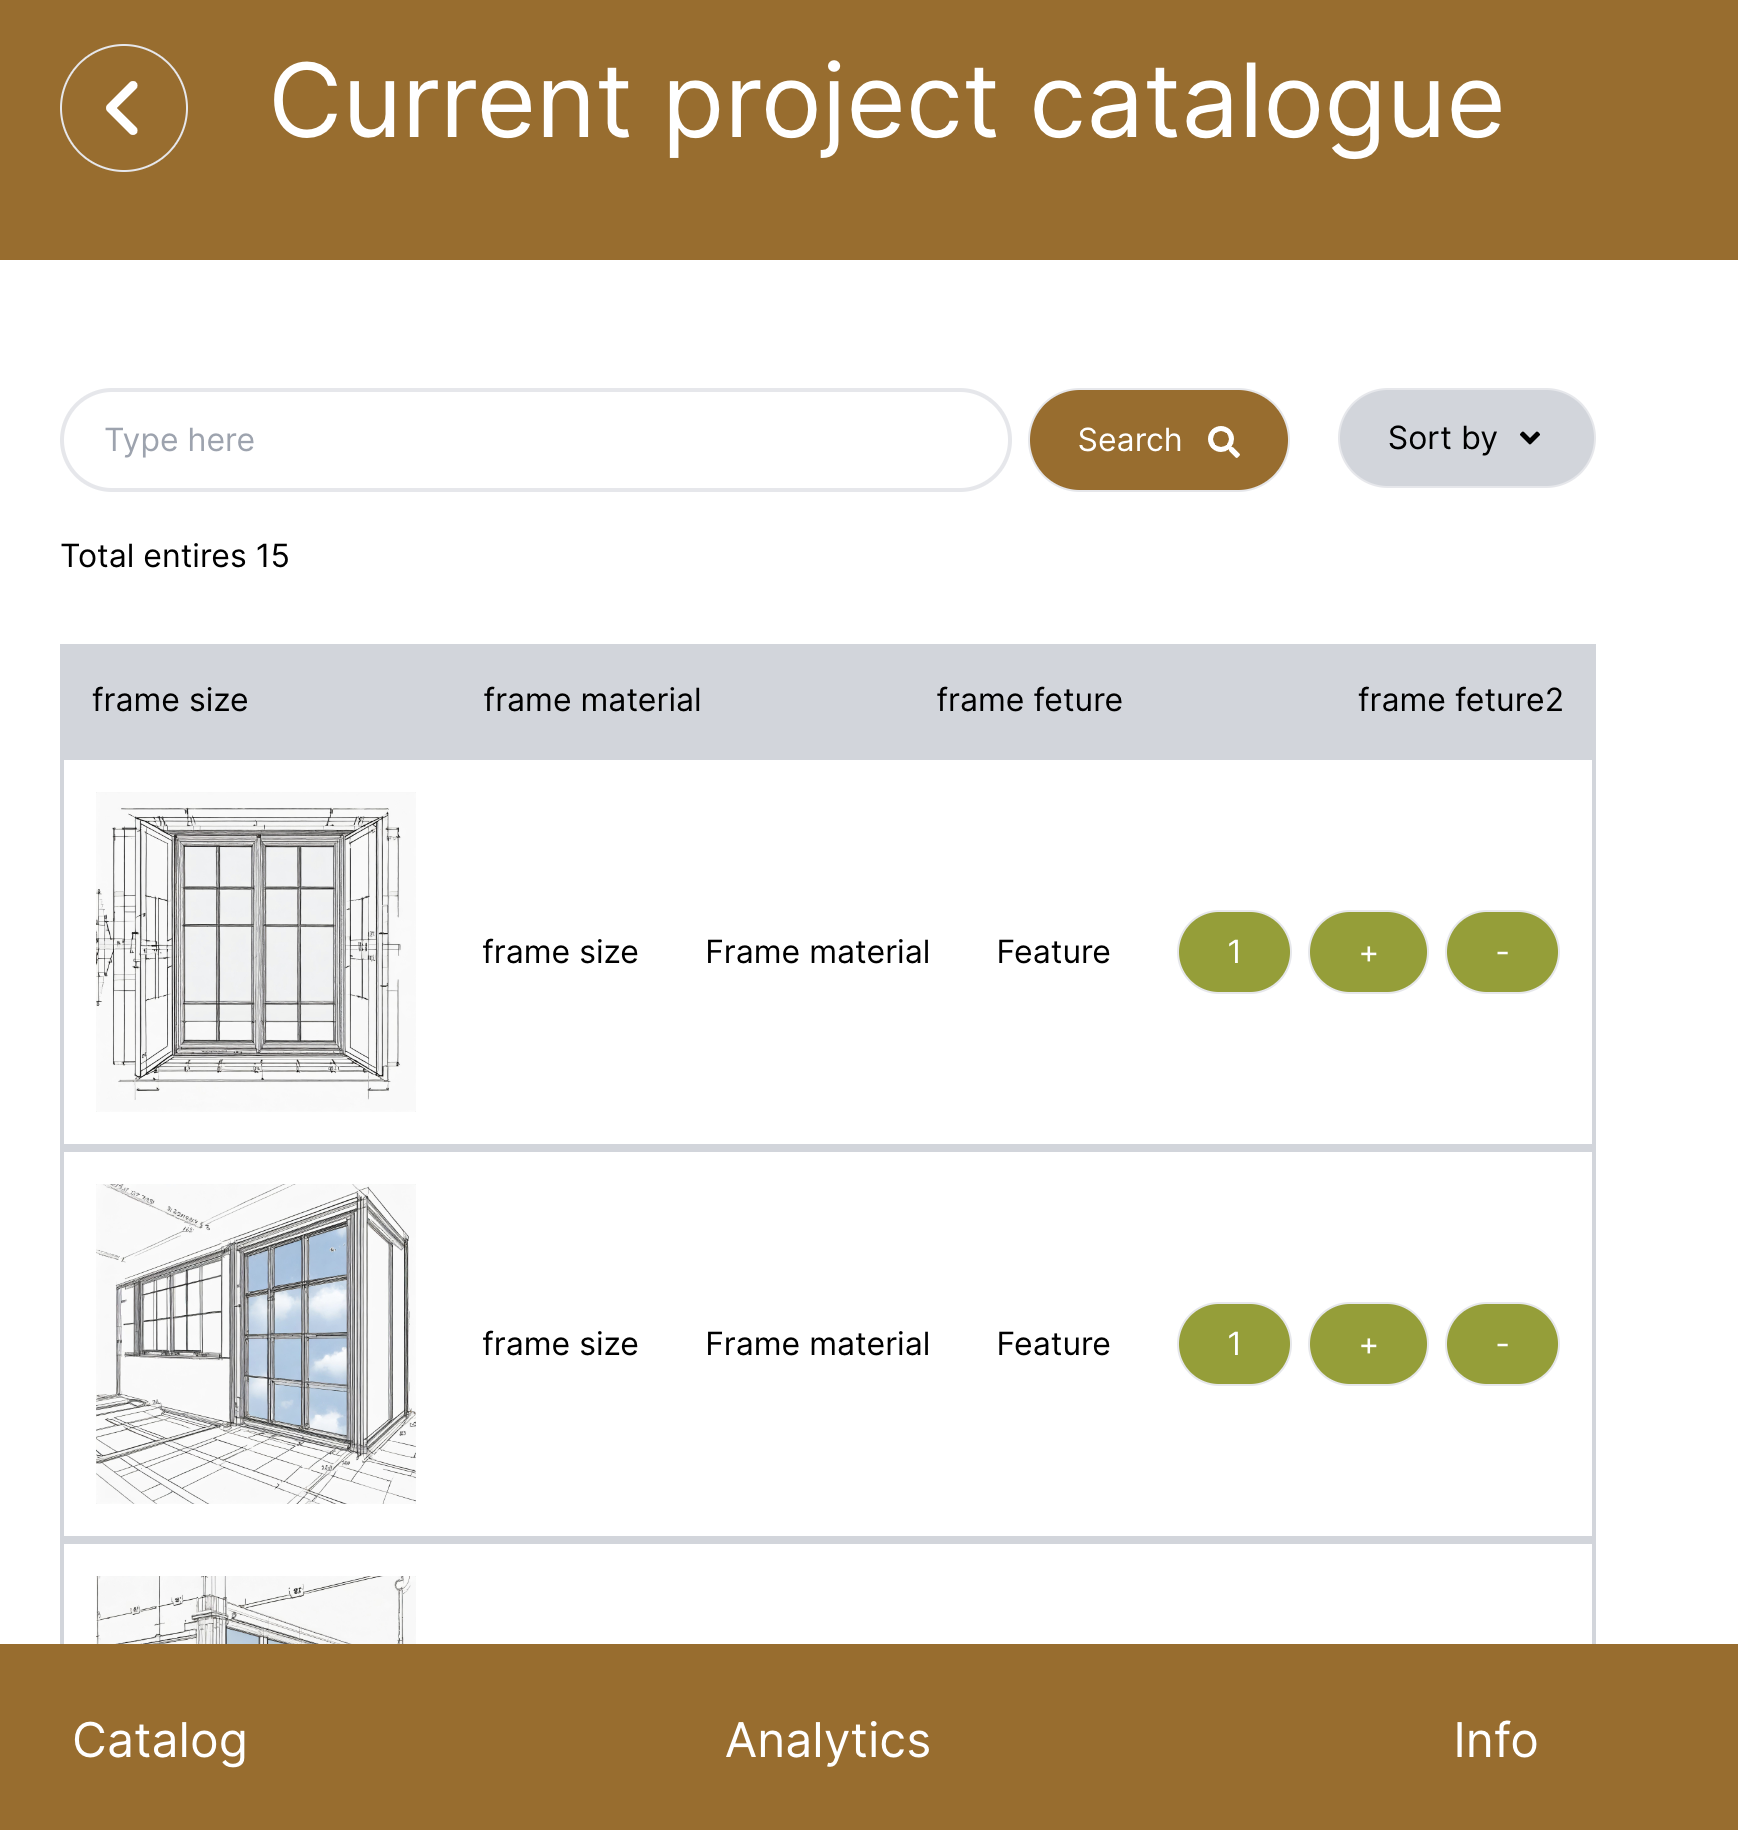 Current project catalogue
Type here
Search
Sort by
Total entires 15
frame size frame material frame feture frame feture2
frame size Frame material Feature 1 + -
frame size Frame material Feature 1 + -
Catalog Analytics Info